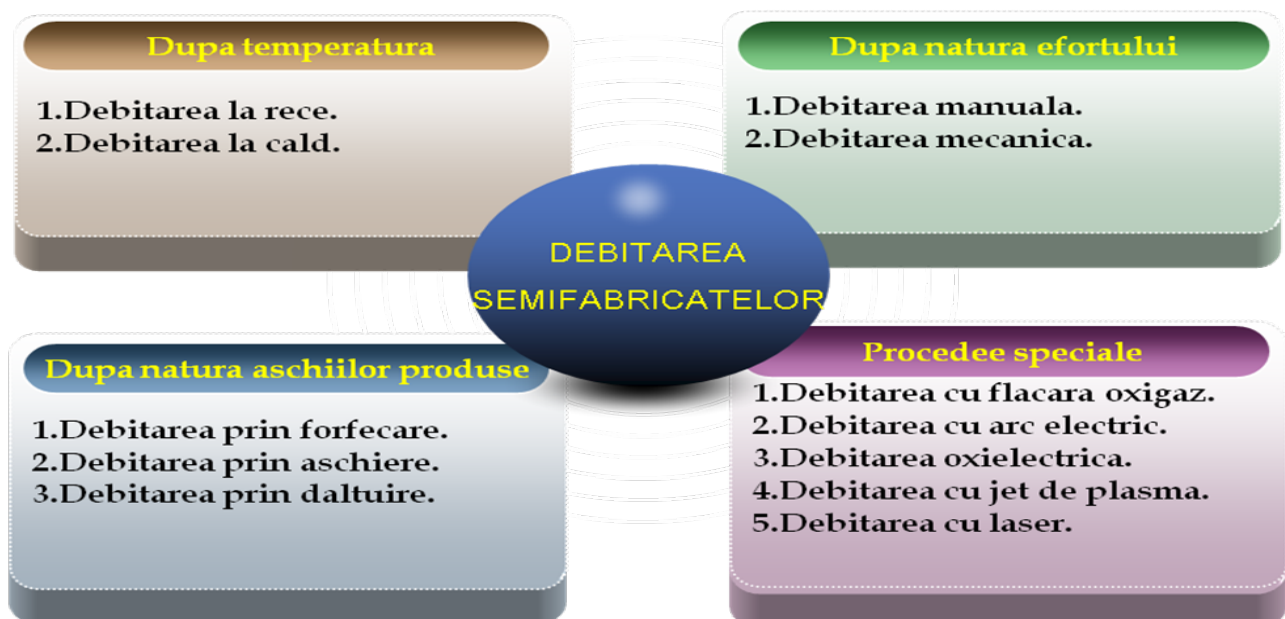 Dupa temperatura
1.Debitarea la rece.
2.Debitarea la cald.
Dupa natura efortului
1.Debitarea manuala.
2.Debitarea mecanica.
DEBITAREA
SEMIFABRICATELOR
Dupa natura aschiilor produse
1.Debitarea prin forfecare.
2.Debitarea prin aschiere.
3.Debitarea prin daltuire.
Procedee speciale
1.Debitarea cu flacara oxigaz.
2.Debitarea cu arc electric.
3.Debitarea oxielectrica.
4.Debitarea cu jet de plasma.
5.Debitarea cu laser.